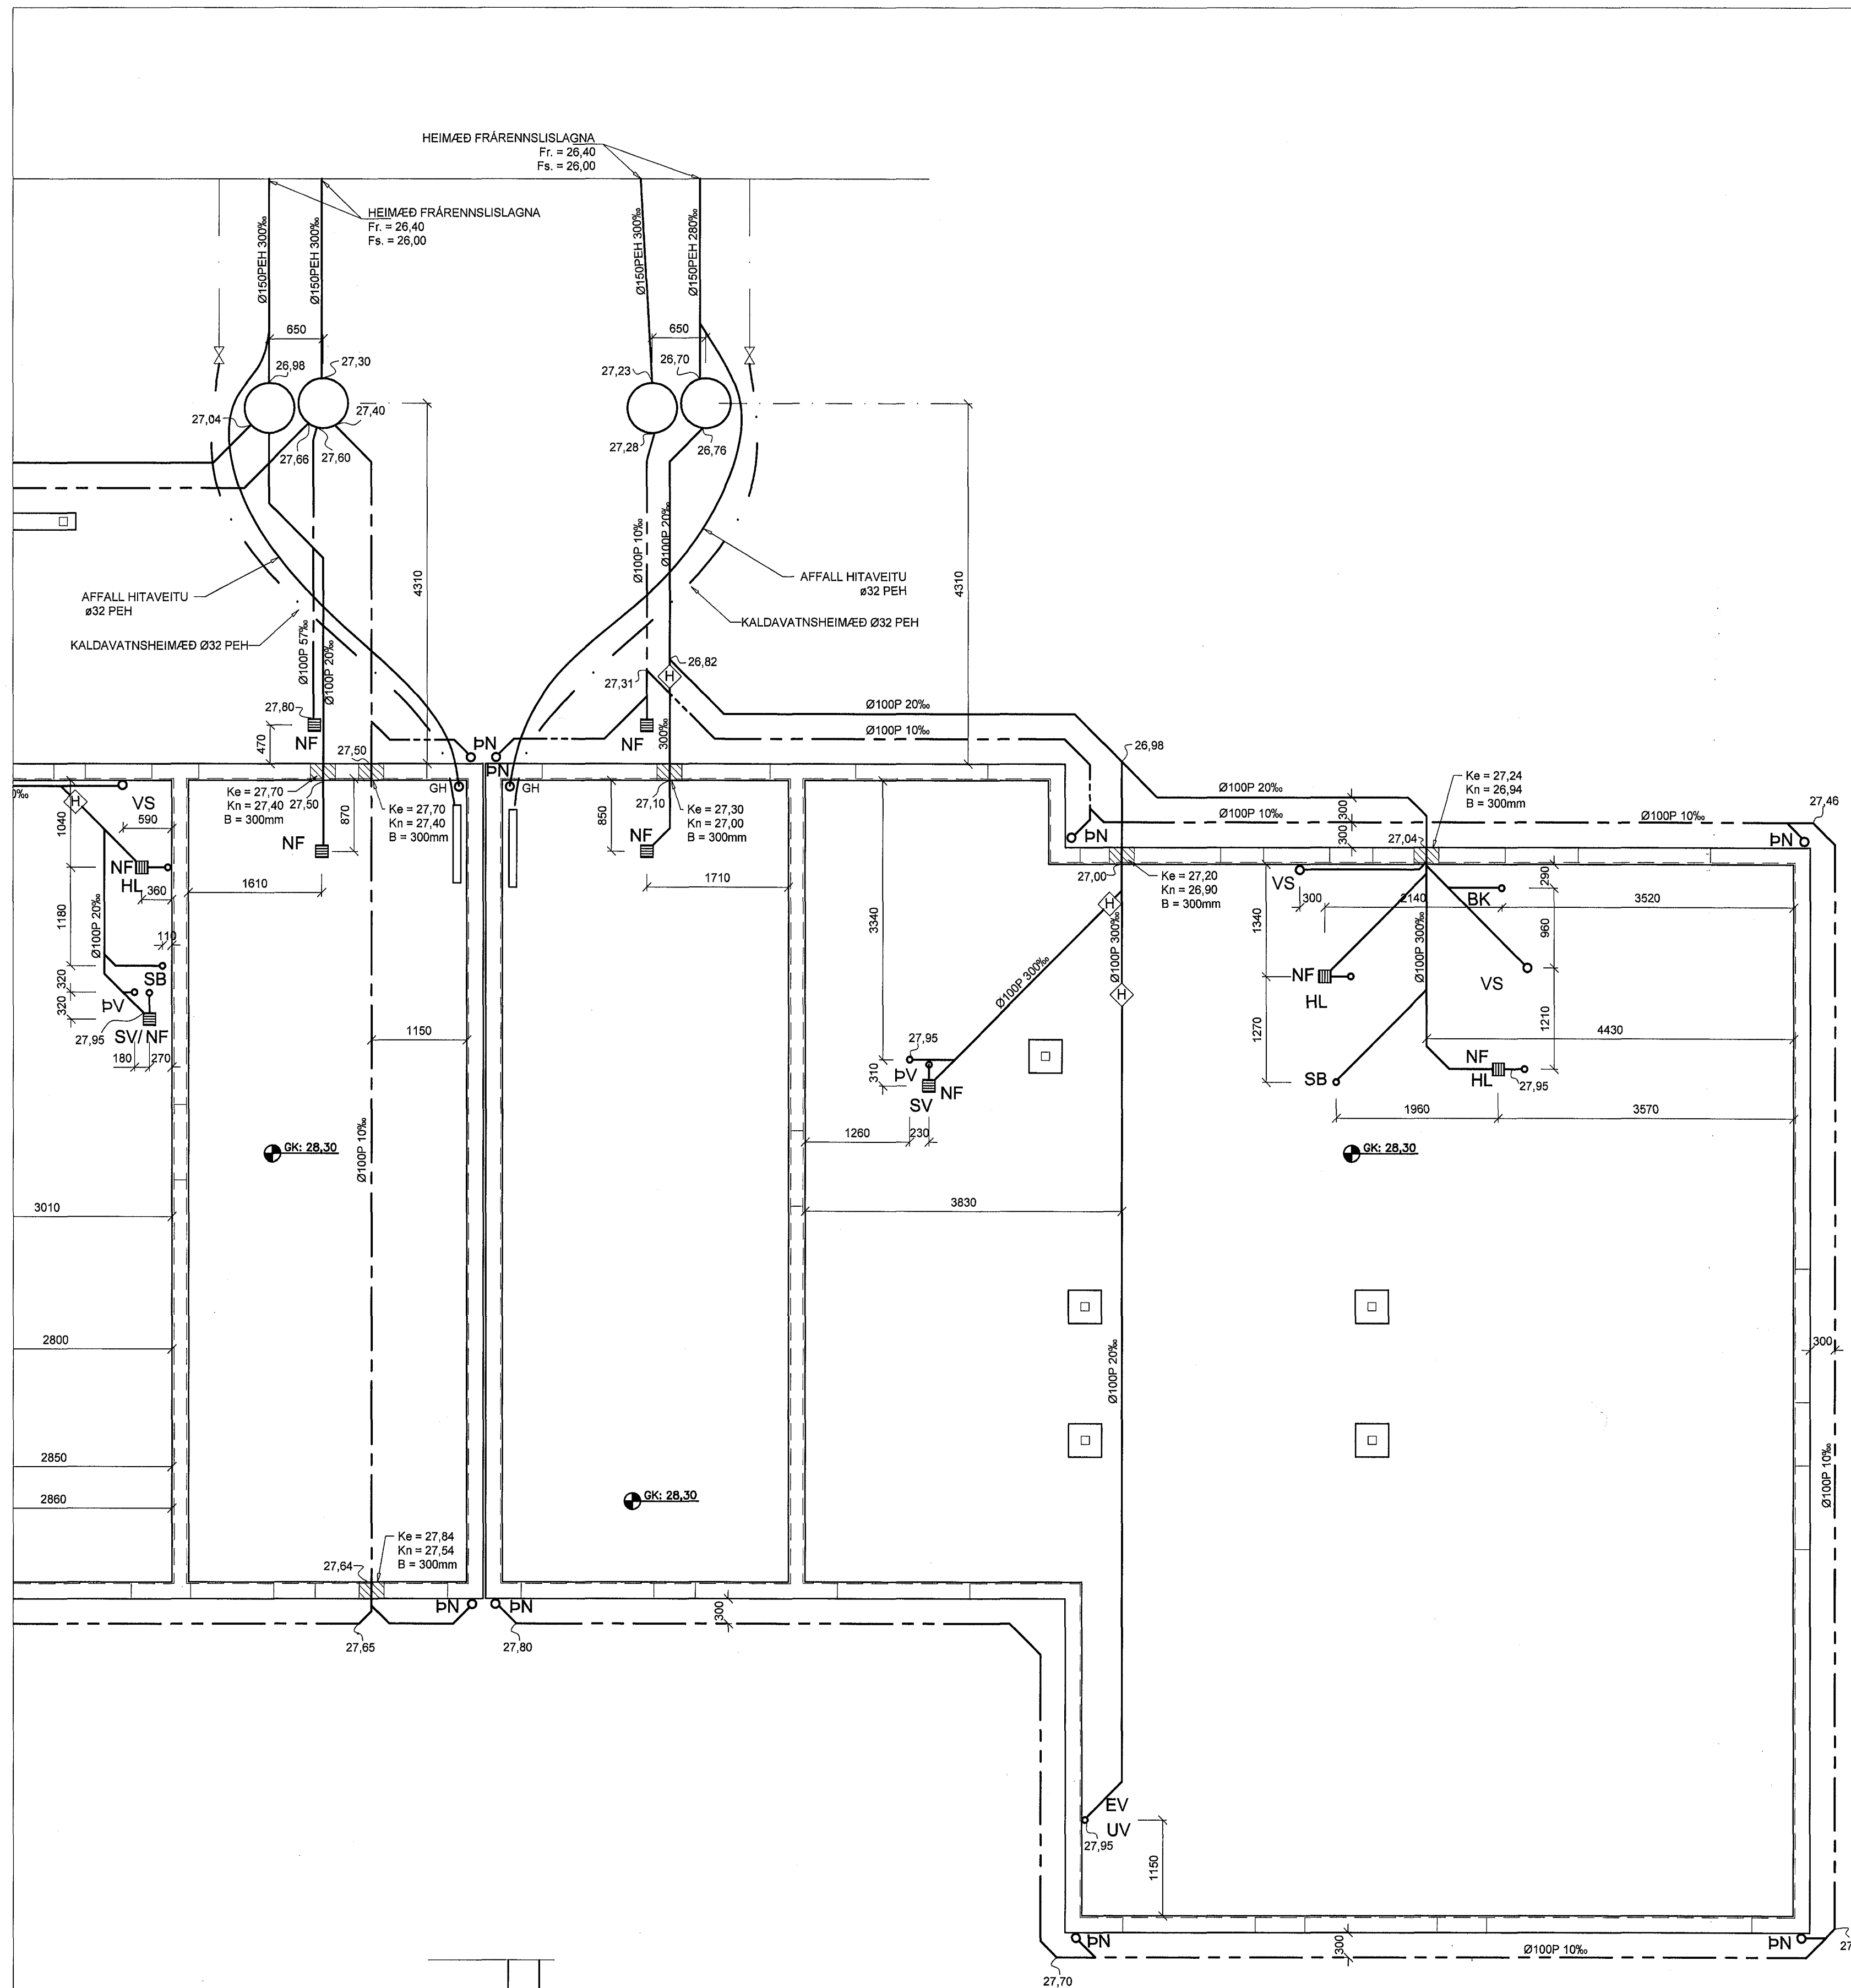 HEIMÆÐ FRÁRENNSLISLAGNA
Fr. = 26,40
Fs. = 26,00
HEIMÆÐ FRÁRENNSLISLAGNA
Fr. = 26,40
Fs. = 26,00
Ø150PEH 300‰
Ø150PEH 300‰
Ø150PEH 300‰
Ø150PEH 280‰
650
650
26,98
27,30
27,23
26,70
27,04
27,40
27,66
27,60
27,28
26,76
Ø100P 10‰
Ø100P 20‰
4310
4310
AFFALL HITAVEITU
ø32 PEH
AFFALL HITAVEITU
ø32 PEH
KALDAVATNSHEIMÆÐ Ø32 PEH
KALDAVATNSHEIMÆÐ Ø32 PEH
Ø100P 57‰
Ø100P 20‰
26,82
H
27,31
27,80
470
NF
27,50
ÞN
ÞN
NF
300‰
Ø100P 20‰
Ø100P 10‰
26,98
Ø100P 20‰
Ø100P 10‰
Ø100P 10‰
300
300
Ke = 27,24
Kn = 26,94
B = 300mm
27,46
ÞN
ÞN
27,04
H
VS
590
1040
NF
HL
360
1180
Ø100P 20‰
110
SB
320
320
ÞV
27,95
SV/ NF
180
270
Ke = 27,70
Kn = 27,40
B = 300mm
27,50
870
NF
Ke = 27,70
Kn = 27,40
B = 300mm
GH
GH
1610
1150
850
NF
27,10
Ke = 27,30
Kn = 27,00
B = 300mm
1710
27,00
Ke = 27,20
Kn = 26,90
B = 300mm
H
3340
Ø100P 300‰
Ø100P 300‰
H
27,95
310
ÞV
NF
SV
1260
230
VS
300
2140
1340
NF
HL
Ø100P 300‰
BK
290
3520
960
VS
1210
4430
1270
SB
NF
HL
27,95
1960
3570
GK: 28,30
GK: 28,30
Ø100P 10‰
3010
3830
2800
300
Ø100P 20‰
2850
2860
GK: 28,30
Ø100P 10‰
Ke = 27,84
Kn = 27,54
B = 300mm
27,64
ÞN
ÞN
300
27,65
27,80
EV
UV
27,95
1150
ÞN
300
Ø100P 10‰
ÞN
27,70